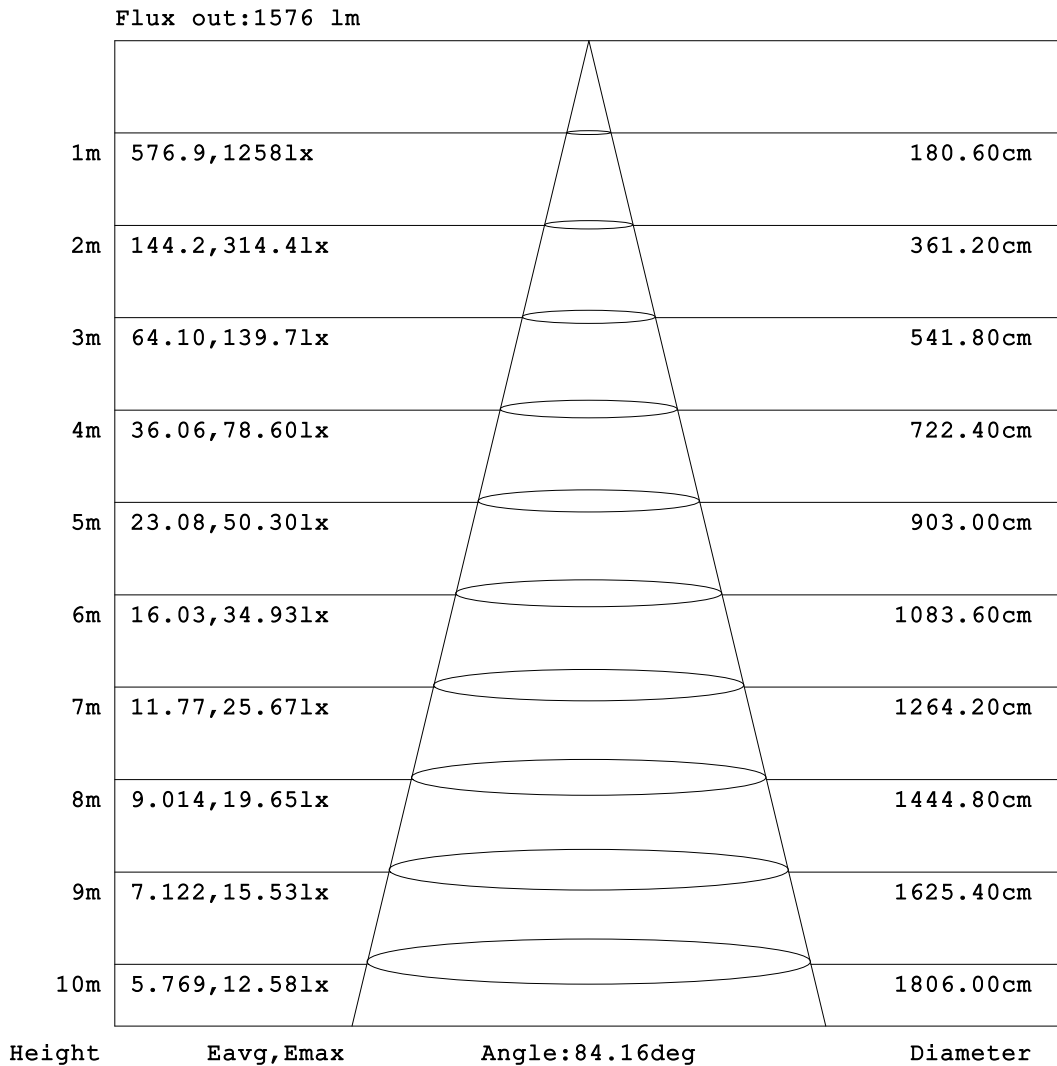 Flux out:1576 lm
1m 576.9,1258lx 180.60cm
2m 144.2,314.4lx 361.20cm
3m 64.10,139.7lx 541.80cm
4m 36.06,78.60lx 722.40cm
5m 23.08,50.30lx 903.00cm
6m 16.03,34.93lx 1083.60cm
7m 11.77,25.67lx 1264.20cm
8m 9.014,19.65lx 1444.80cm
9m 7.122,15.53lx 1625.40cm
10m 5.769,12.58lx 1806.00cm
Height Eavg,Emax Angle:84.16deg Diameter